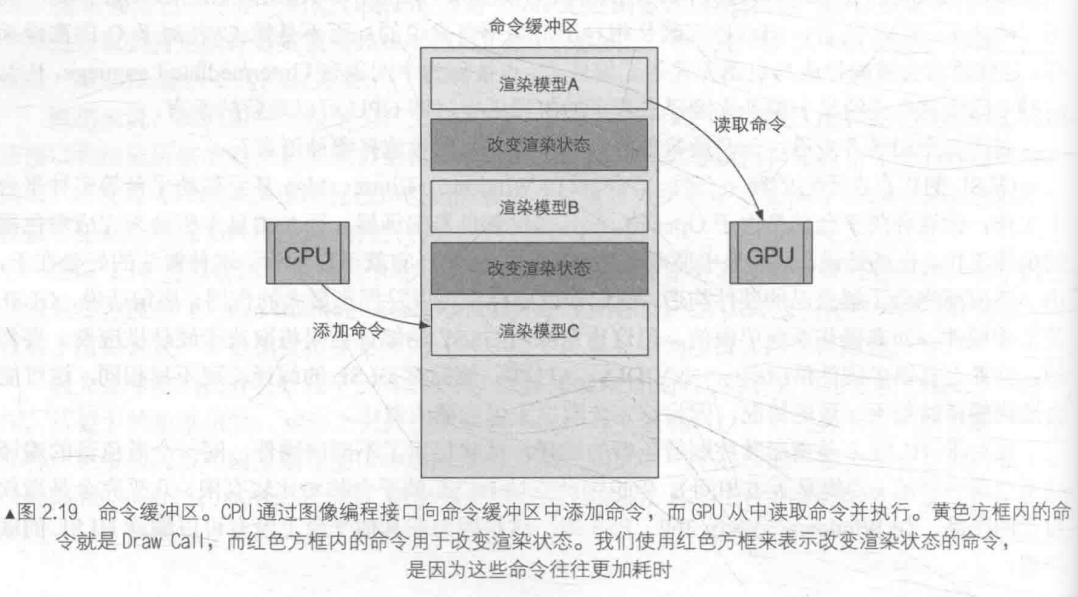 命令缓冲区
渲染模型A
读取命令
改变渲染状态
渲染模型B
CPU
GPU
改变渲染状态
添加命令
渲染模型C
▲图 2.19 命令缓冲区。CPU 通过图像编程接口向命令缓冲区中添加命令，而 GPU 从中读取命令并执行。黄色方框内的命
令就是 Draw Call，而红色方框内的命令用于改变渲染状态。我们使用红色方框来表示改变渲染状态的命令，
是因为这些命令往往更加耗时